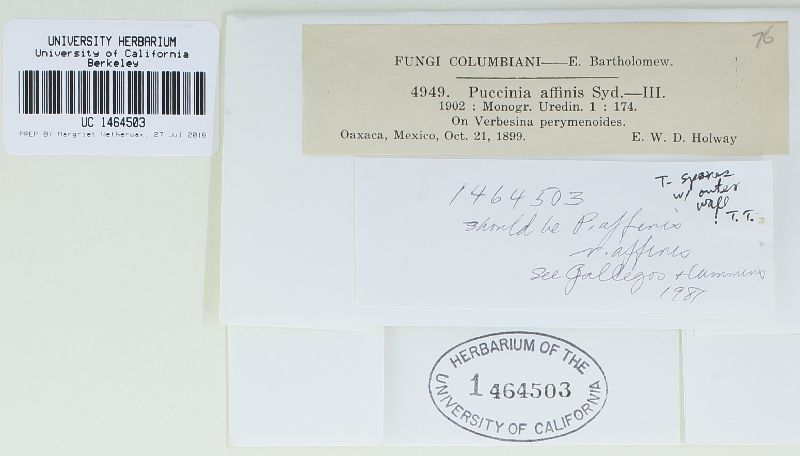 UNIVERSITY HERBARIUM
University of California
Berkeley
UC 1464503
PREP By Margriet Wetherwax, 27 Jul 2016
76
FUNGI COLUMBIANI—E. Bartholomew.
4949. Puccinia affinis Syd.—III.
1902 : Monogr. Uredin. 1 : 174.
On Verbesina perymenoides.
Oaxaca, Mexico, Oct. 21, 1899. E. W. D. Holway
T- spores
w/ outer
wall
! T.T.
1464503
should be P. affinis
v. affinis
See Gallegos + Cummins
1981
HERBARIUM OF THE
1464503
UNIVERSITY OF CALIFORNIA